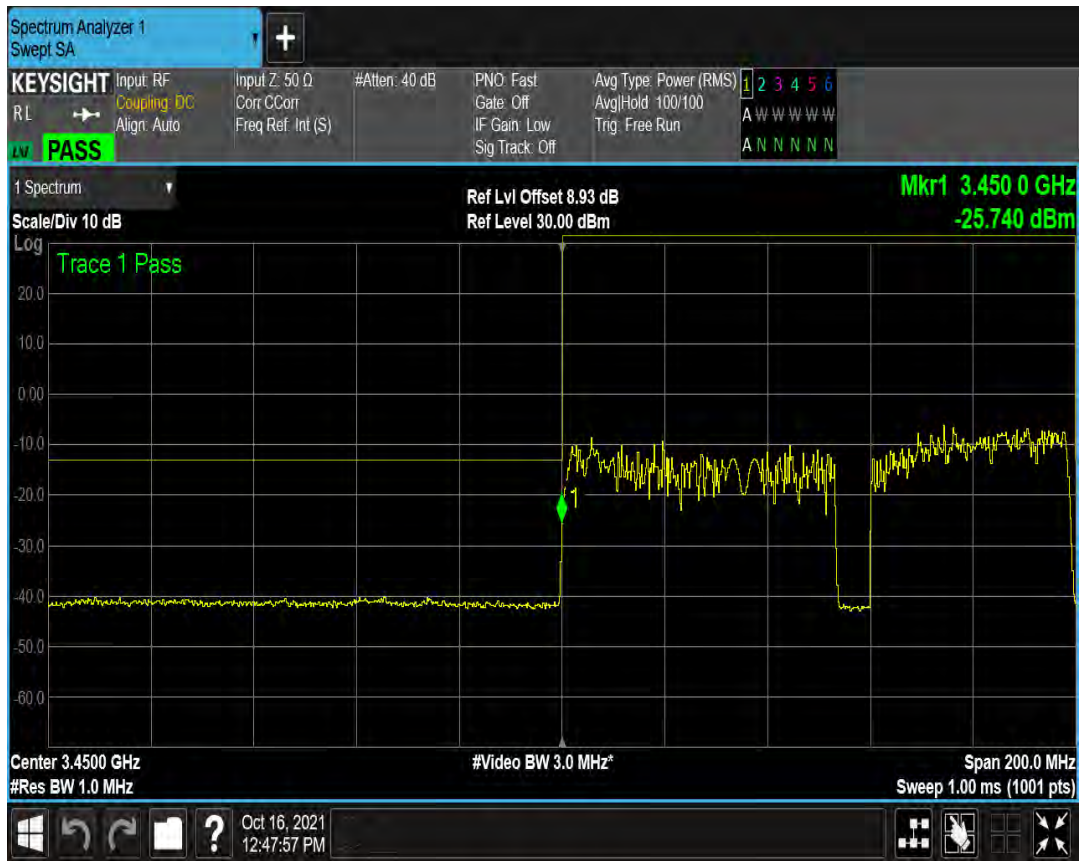 Spectrum Analyzer 1
Swept SA
+
KEYSIGHT Input: RF Input Z: 50 Ω #Atten: 40 dB PNO: Fast Avg Type: Power (RMS) 1 2 3 4 5 6
RL Coupling: DC Corr CCorr Gate: Off Avg|Hold: 100/100 A W W W W W
Align: Auto Freq Ref: Int (S) IF Gain: Low Trig: Free Run
PASS Sig Track: Off A N N N N N
1 Spectrum
Scale/Div 10 dB
Ref Lvl Offset 8.93 dB
Ref Level 30.00 dBm
Mkr1 3.450 0 GHz
-25.740 dBm
Log
Trace 1 Pass
20.0
10.0
0.00
-10.0
-20.0
1
-30.0
-40.0
-50.0
-60.0
Center 3.4500 GHz #Video BW 3.0 MHz* Span 200.0 MHz
#Res BW 1.0 MHz Sweep 1.00 ms (1001 pts)
? Oct 16, 2021
12:47:57 PM